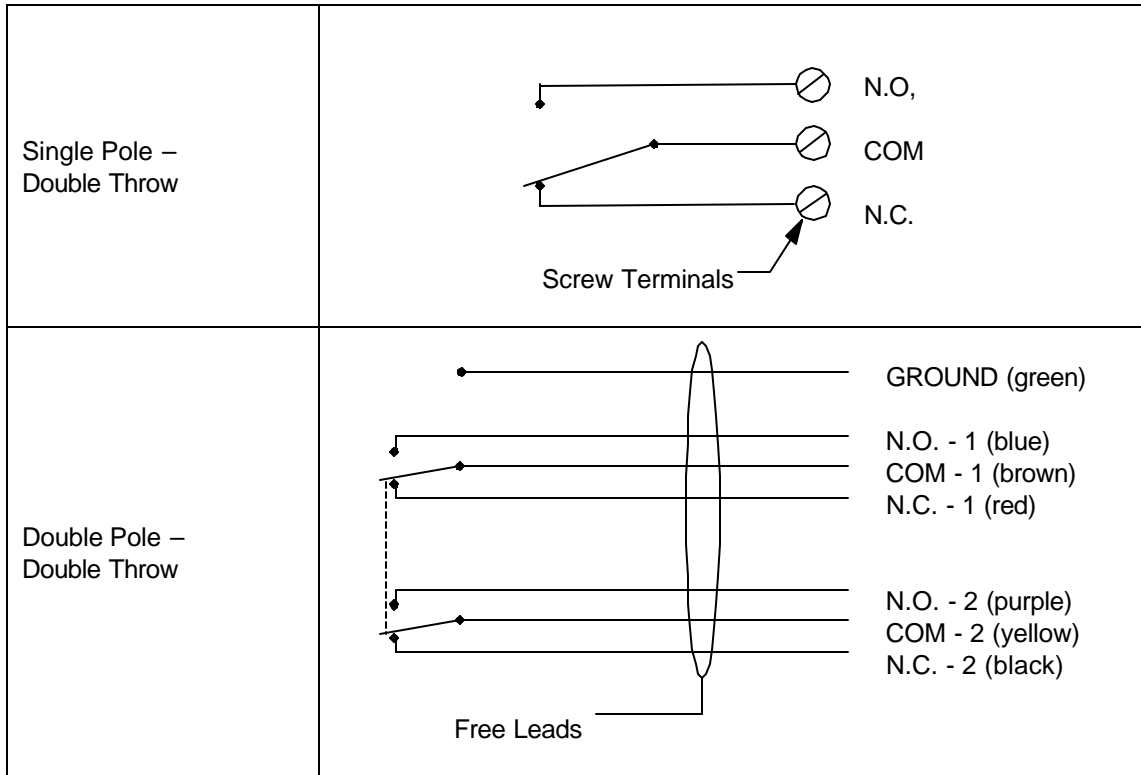 Single Pole –
Double Throw
N.O,
COM
N.C.
Screw Terminals
Double Pole –
Double Throw
GROUND (green)
N.O. - 1 (blue)
COM - 1 (brown)
N.C. - 1 (red)
N.O. - 2 (purple)
COM - 2 (yellow)
N.C. - 2 (black)
Free Leads